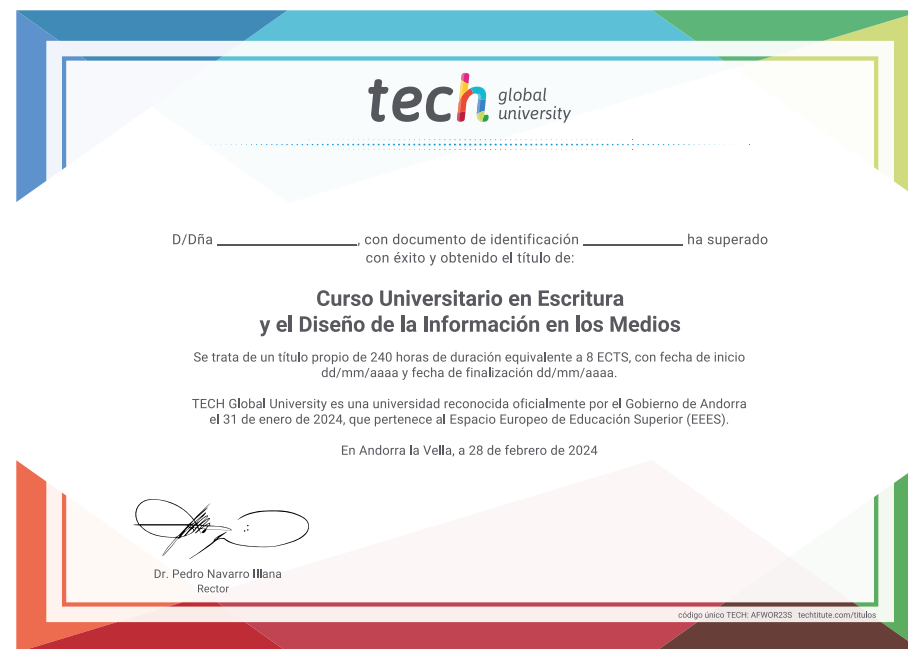 tech global
university
D/Dña ____________, con documento de identificación ____________ ha superado
con éxito y obtenido el título de:
Curso Universitario en Escritura
y el Diseño de la Información en los Medios
Se trata de un título propio de 240 horas de duración equivalente a 8 ECTS, con fecha de inicio
dd/mm/aaaa y fecha de finalización dd/mm/aaaa.
TECH Global University es una universidad reconocida oficialmente por el Gobierno de Andorra
el 31 de enero de 2024, que pertenece al Espacio Europeo de Educación Superior (EEES).
En Andorra la Vella, a 28 de febrero de 2024
Dr. Pedro Navarro Illana
Rector
código único TECH: AFWOR23S techtitute.com/titulos